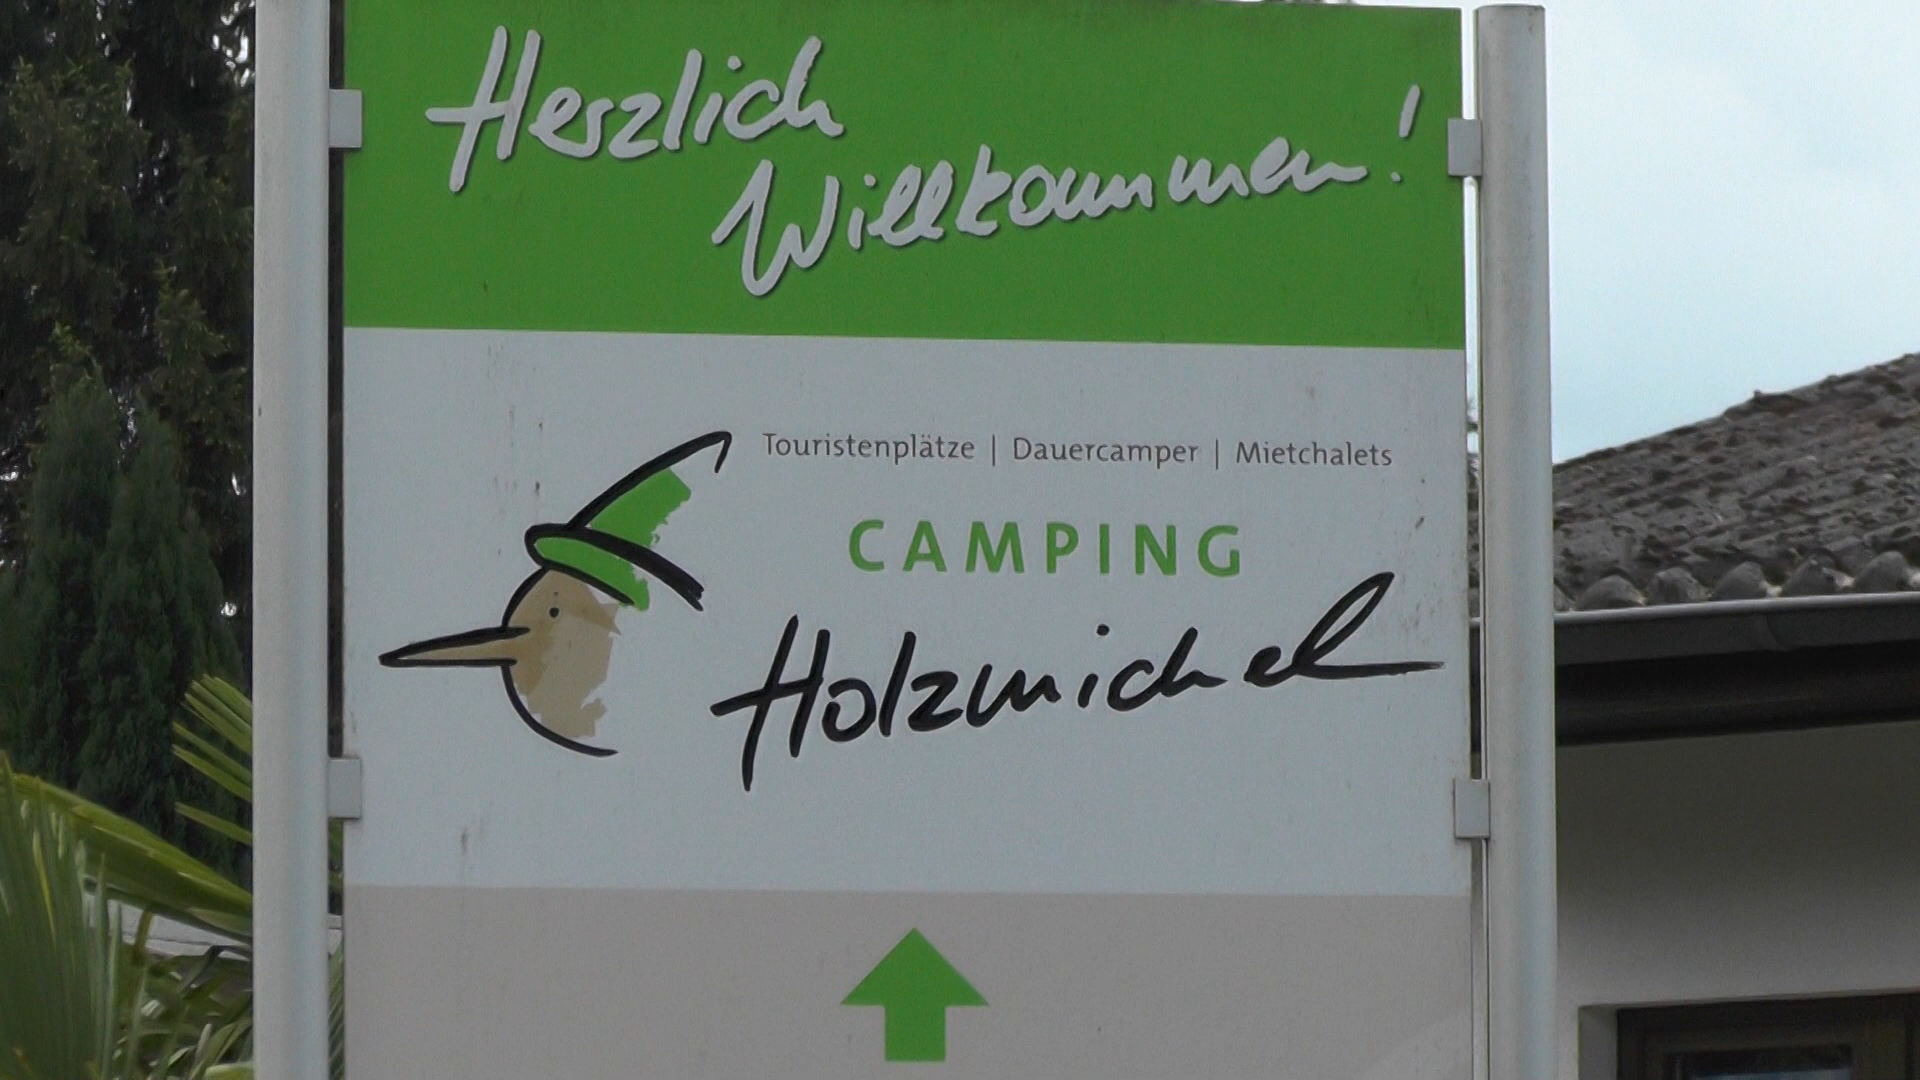 Herzlich
Willkommen!
Touristenplätze | Dauercamper | Mietchalets
CAMPING
Holzmichel